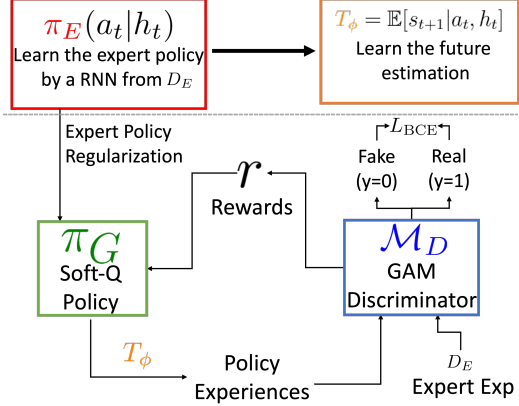 π_E(a_t|h_t)
Learn the expert policy
by a RNN from D_E
T_ϕ = 𝔼[s_{t+1}|a_t, h_t]
Learn the future
estimation
Expert Policy
Regularization
L_BCE
Fake
(y=0)
Real
(y=1)
r
Rewards
π_G
Soft-Q
Policy
ℳ_D
GAM
Discriminator
T_ϕ
Policy
Experiences
D_E
Expert Exp